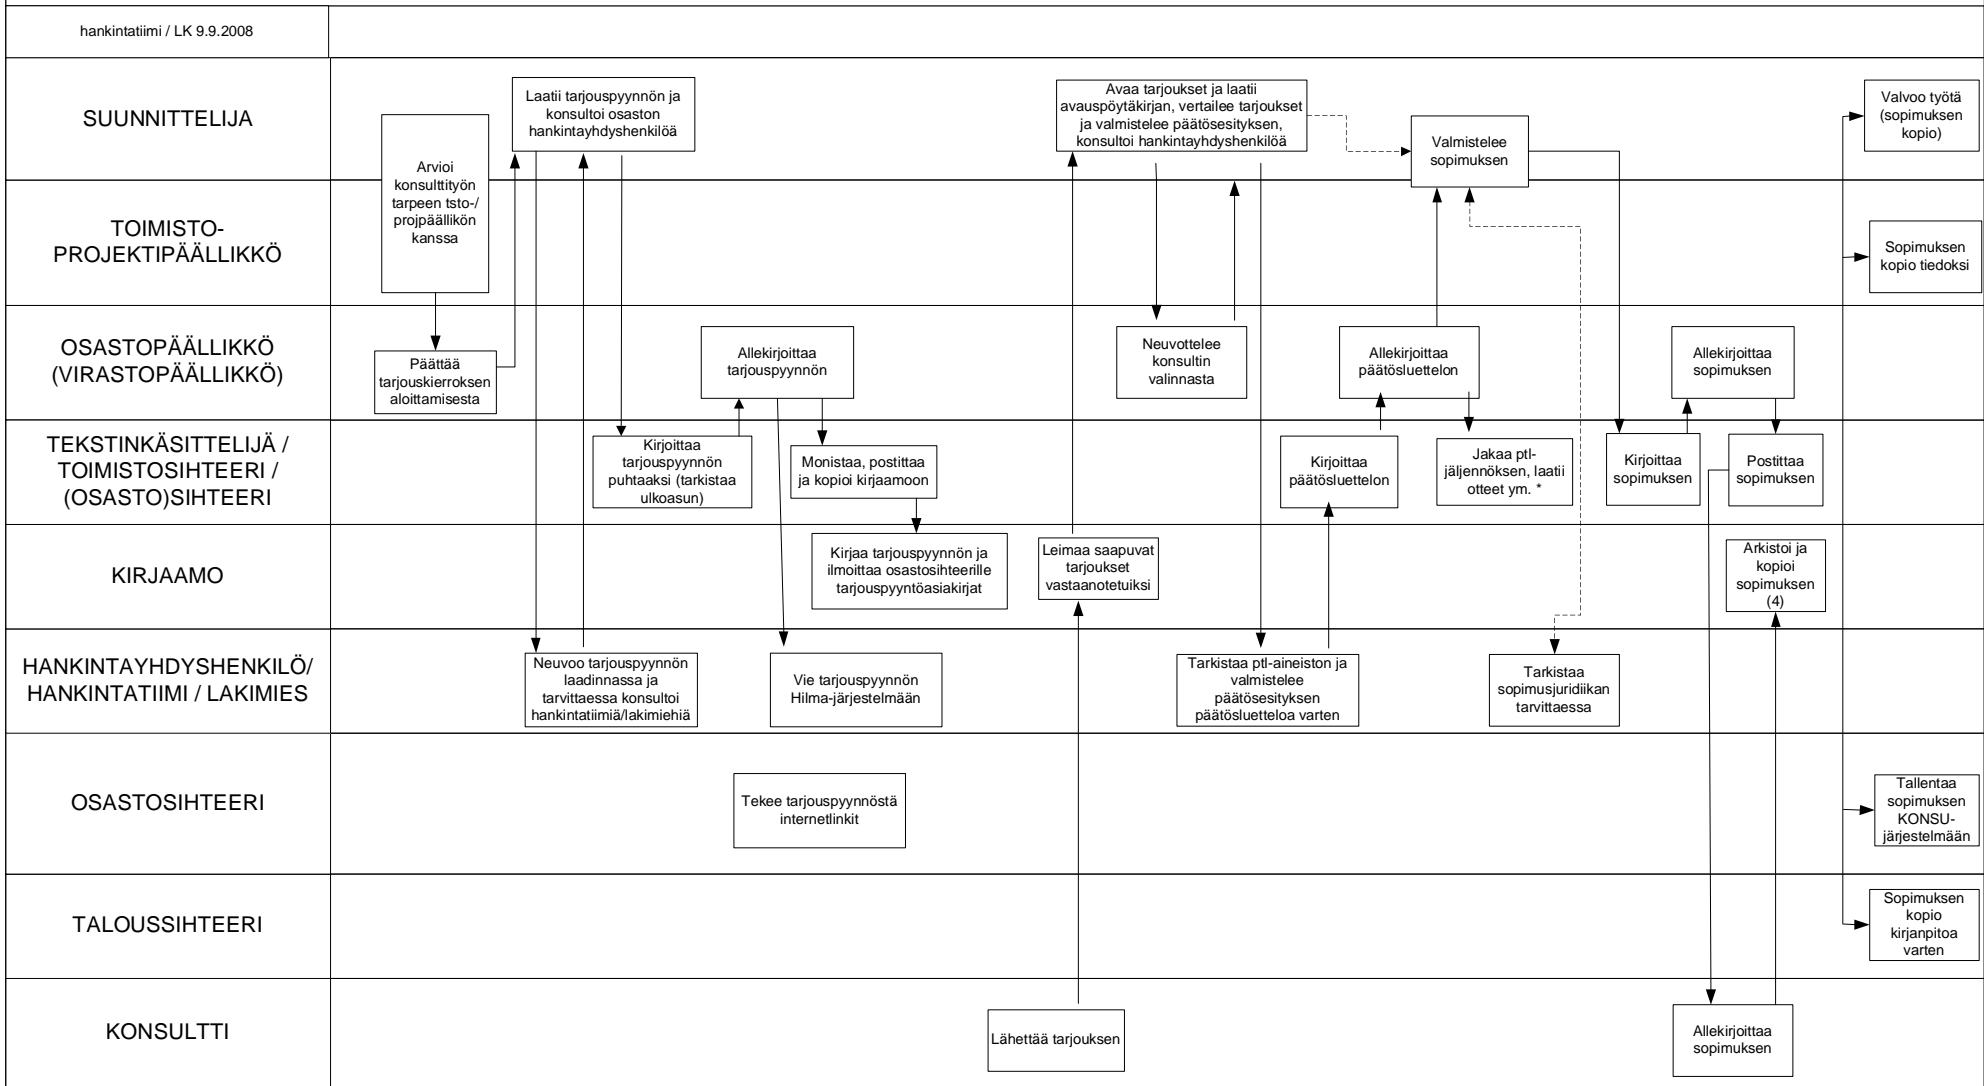 hankintatiimi / LK 9.9.2008
SUUNNITTELIJA
Arvioi
konsulttityön
tarpeen tsto-/
projpäällikön
kanssa
Laatii tarjouspyynnön ja
konsultoi osaston
hankintayhdyshenkilöä
Avaa tarjoukset ja laatii
avauspöytäkirjan, vertailee tarjoukset
ja valmistelee päätösesityksen,
konsultoi hankintayhdyshenkilöä
Valmistelee
sopimuksen
Valvoo työtä
(sopimuksen
kopio)
TOIMISTO-
PROJEKTIPÄÄLLIKKÖ
Sopimuksen
kopio tiedoksi
OSASTOPÄÄLLIKKÖ
(VIRASTOPÄÄLLIKKÖ)
Päättää
tarjouskierroksen
aloittamisesta
Allekirjoittaa
tarjouspyynnön
Neuvottelee
konsultin
valinnasta
Allekirjoittaa
päätösluettelon
Allekirjoittaa
sopimuksen
TEKSTINKÄSITTELIJÄ /
TOIMISTOSIHTEERI /
(OSASTO)SIHTEERI
Kirjoittaa
tarjouspyynnön
puhtaaksi (tarkistaa
ulkoasun)
Monistaa, postittaa
ja kopioi kirjaamoon
Kirjoittaa
päätösluettelon
Jakaa ptl-
jäljennöksen, laatii
otteet ym. *
Kirjoittaa
sopimuksen
Postittaa
sopimuksen
KIRJAAMO
Kirjaa tarjouspyynnön ja
ilmoittaa osastosihteerille
tarjouspyyntöasiakirjat
Leimaa saapuvat
tarjoukset
vastaanotetuiksi
Arkistoi ja
kopioi
sopimuksen
(4)
HANKINTAYHDYSHENKILÖ/
HANKINTATIIMI / LAKIMIES
Neuvoo tarjouspyynnön
laadinnassa ja
tarvittaessa konsultoi
hankintatiimiä/lakimiehiä
Vie tarjouspyynnön
Hilma-järjestelmään
Tarkistaa ptl-aineiston ja
valmistelee
päätösesityksen
päätösluetteloa varten
Tarkistaa
sopimusjuridiikan
tarvittaessa
OSASTOSIHTEERI
Tekee tarjouspyynnöstä
internetlinkit
Tallentaa
sopimuksen
KONSU-
järjestelmään
TALOUSSIHTEERI
Sopimuksen
kopio
kirjanpitoa
varten
KONSULTTI
Lähettää tarjouksen
Allekirjoittaa
sopimuksen